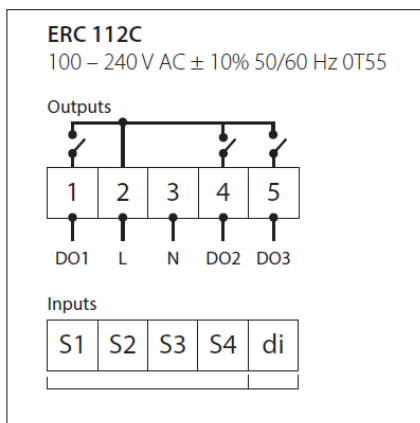 ERC 112C
100 – 240 V AC ± 10% 50/60 Hz 0T55
Outputs
1 2 3 4 5
DO1 L N DO2 DO3
Inputs
S1 S2 S3 S4 di